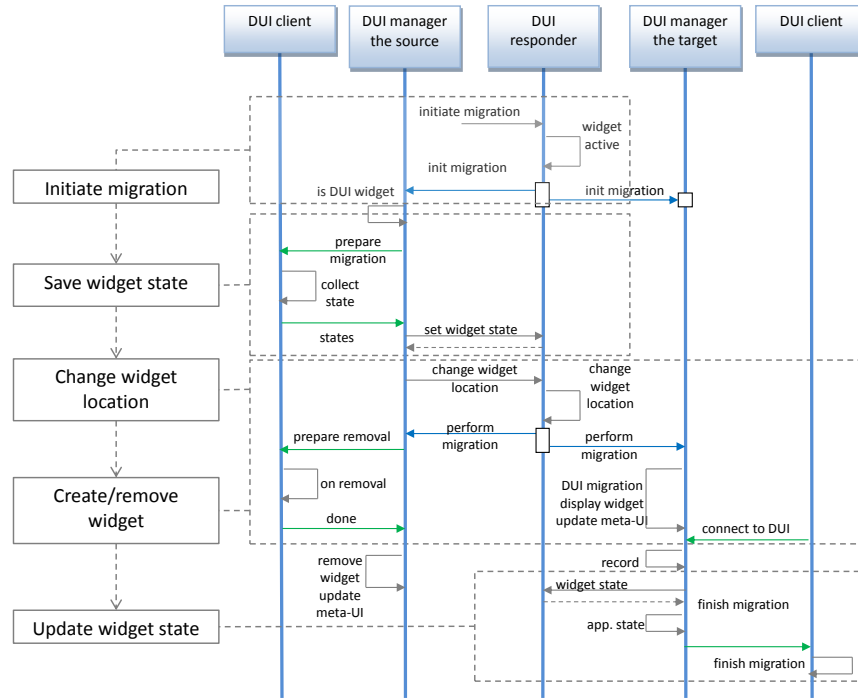 DUI client
DUI manager
the source
DUI
responder
DUI manager
the target
DUI client
initiate migration
widget
active
Initiate migration
init migration
init migration
is DUI widget
prepare
migration
Save widget state
collect
state
states
set widget state
Change widget
location
change widget
location
change
widget
location
prepare removal
perform
migration
perform
migration
Create/remove
widget
on removal
DUI migration
display widget
update meta-UI
done
connect to DUI
remove
widget
update
meta-UI
record
widget state
finish migration
Update widget state
app. state
finish migration